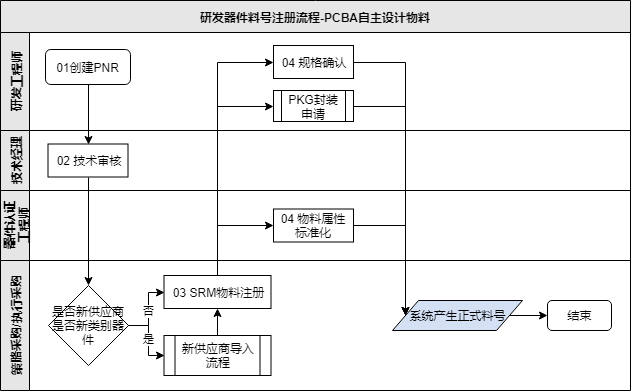 研发器件料号注册流程-PCBA自主设计物料
研发工程师
01创建PNR
04 规格确认
PKG封装
申请
技术经理
02 技术审核
器件认证
工程师
04 物料属性
标准化
策略采购/执行采购
是否新供应商
是否新类别器
件
否
是
03 SRM物料注册
新供应商导入
流程
系统产生正式料号
结束